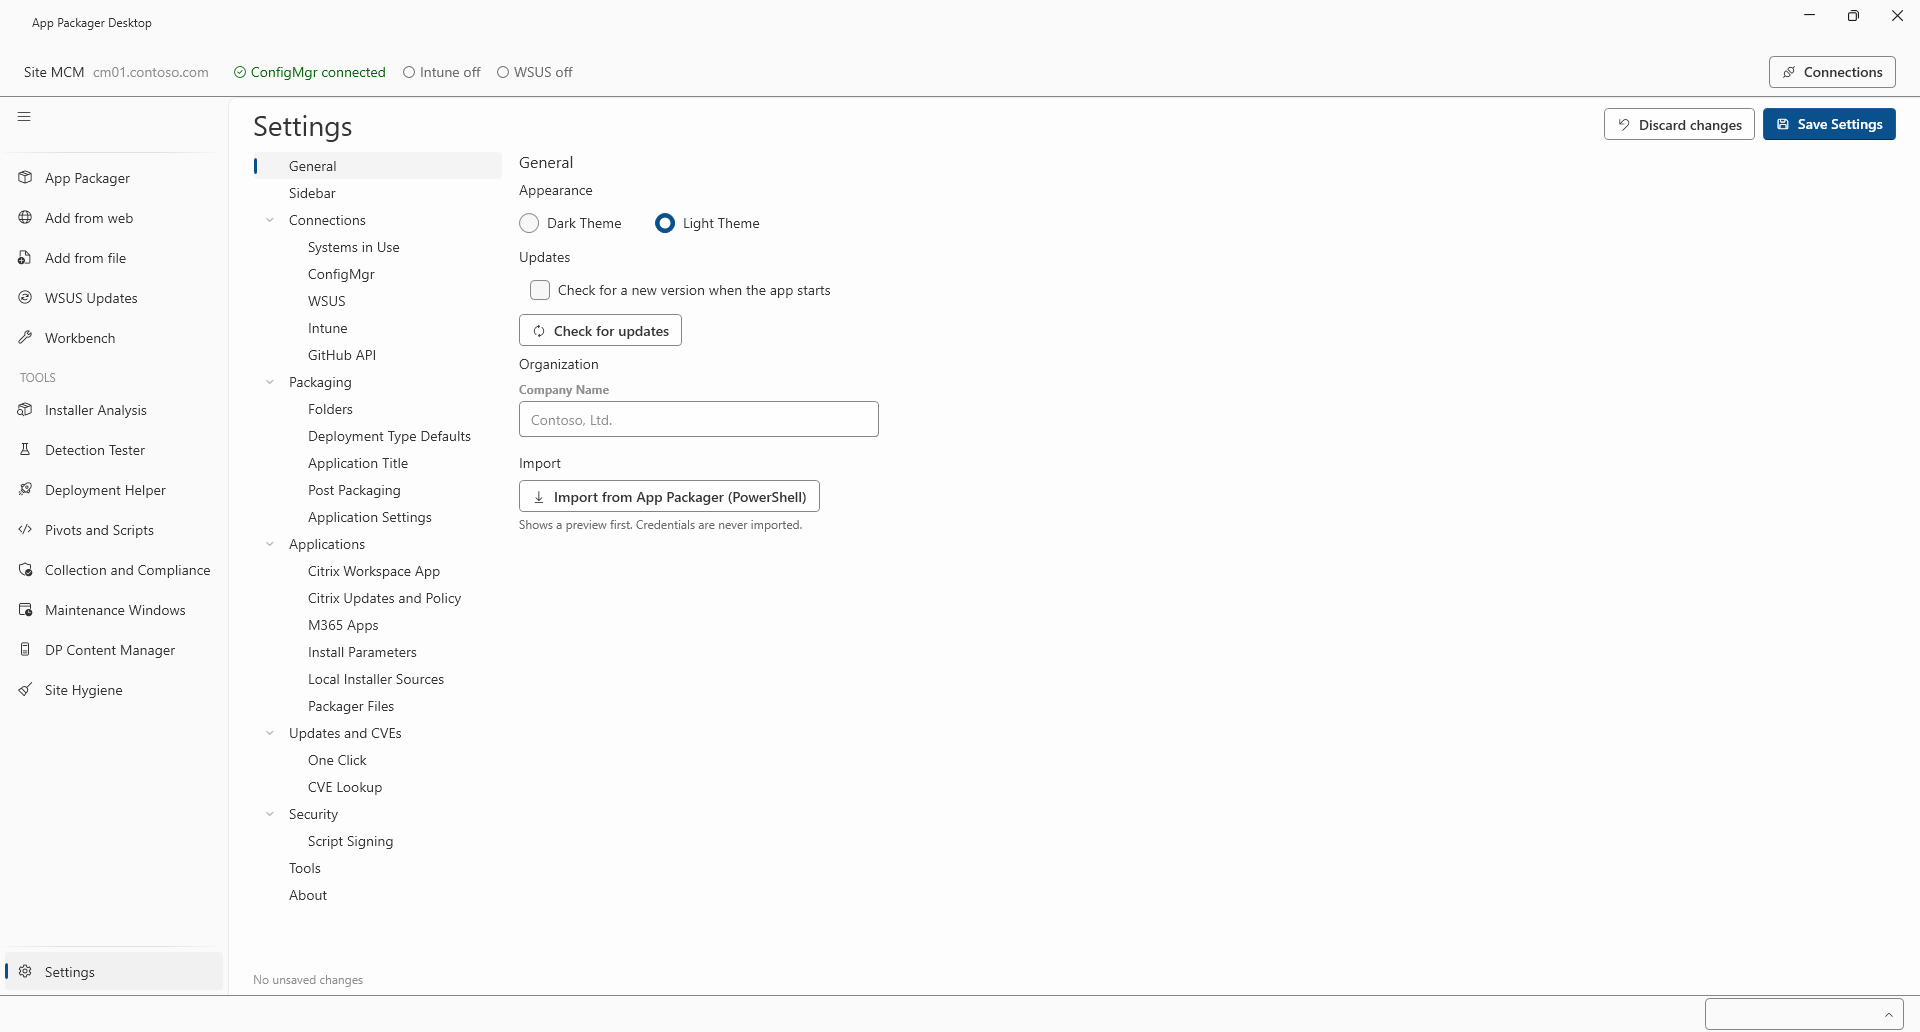 App Packager Desktop
Site MCM cm01.contoso.com ConfigMgr connected Intune off WSUS off Connections
Settings
Discard changes Save Settings
App Packager
Add from web
Add from file
WSUS Updates
Workbench
TOOLS
Installer Analysis
Detection Tester
Deployment Helper
Pivots and Scripts
Collection and Compliance
Maintenance Windows
DP Content Manager
Site Hygiene
Settings
General
Sidebar
Connections
Systems in Use
ConfigMgr
WSUS
Intune
GitHub API
Packaging
Folders
Deployment Type Defaults
Application Title
Post Packaging
Application Settings
Applications
Citrix Workspace App
Citrix Updates and Policy
M365 Apps
Install Parameters
Local Installer Sources
Packager Files
Updates and CVEs
One Click
CVE Lookup
Security
Script Signing
Tools
About
General
Appearance
Dark Theme Light Theme
Updates
Check for a new version when the app starts
Check for updates
Organization
Company Name
Contoso, Ltd.
Import
Import from App Packager (PowerShell)
Shows a preview first. Credentials are never imported.
No unsaved changes